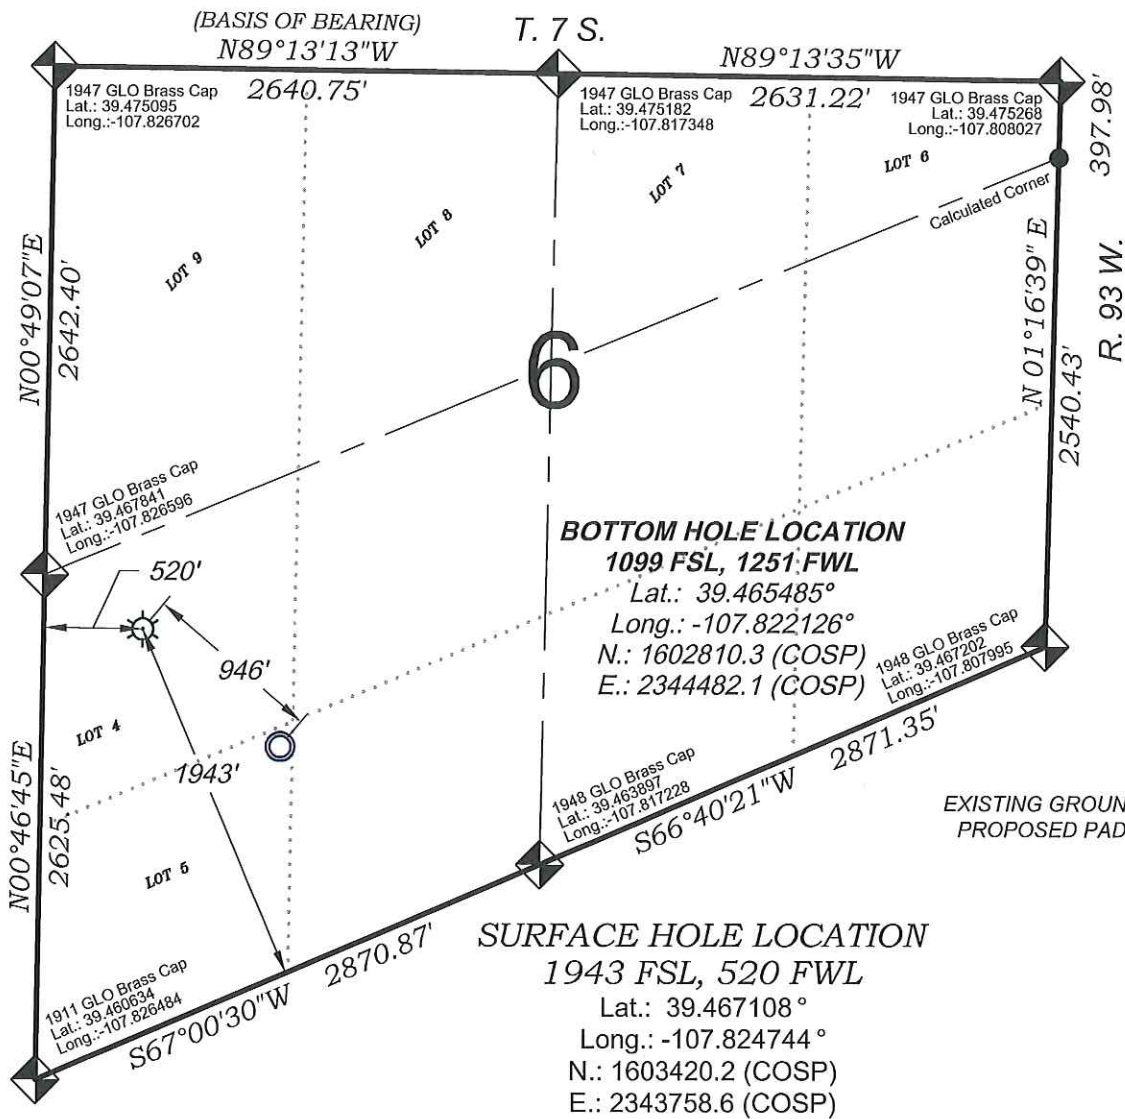 (BASIS OF BEARING)
N89°13'13"W
T. 7 S.
N89°13'35"W
2640.75'
2631.22'
1947 GLO Brass Cap
Lat.: 39.475095
Long.:-107.826702
1947 GLO Brass Cap
Lat.: 39.475182
Long.:-107.817348
1947 GLO Brass Cap
Lat.: 39.475268
Long.:-107.808027
397.98'
LOT 6
LOT 7
LOT 8
LOT 9
Calculated Corner
R. 93 W.
N00°49'07"E
2642.40'
N 01°16'39" E
2540.43'
6
1947 GLO Brass Cap
Lat.: 39.467841
Long.:-107.826596
520'
946'
BOTTOM HOLE LOCATION
1099 FSL, 1251 FWL
Lat.: 39.465485°
Long.: -107.822126°
N.: 1602810.3 (COSP)
E.: 2344482.1 (COSP)
1948 GLO Brass Cap
Lat.: 39.467202
Long.:-107.807995
LOT 4
1943'
N00°46'45"E
2625.48'
LOT 5
1948 GLO Brass Cap
Lat.: 39.463897
Long.:-107.817228
S66°40'21"W
2871.35'
EXISTING GROUN
PROPOSED PAD
1911 GLO Brass Cap
Lat.: 39.460634
Long.:-107.826484
S67°00'30"W
2870.87'
SURFACE HOLE LOCATION
1943 FSL, 520 FWL
Lat.: 39.467108°
Long.: -107.824744°
N.: 1603420.2 (COSP)
E.: 2343758.6 (COSP)